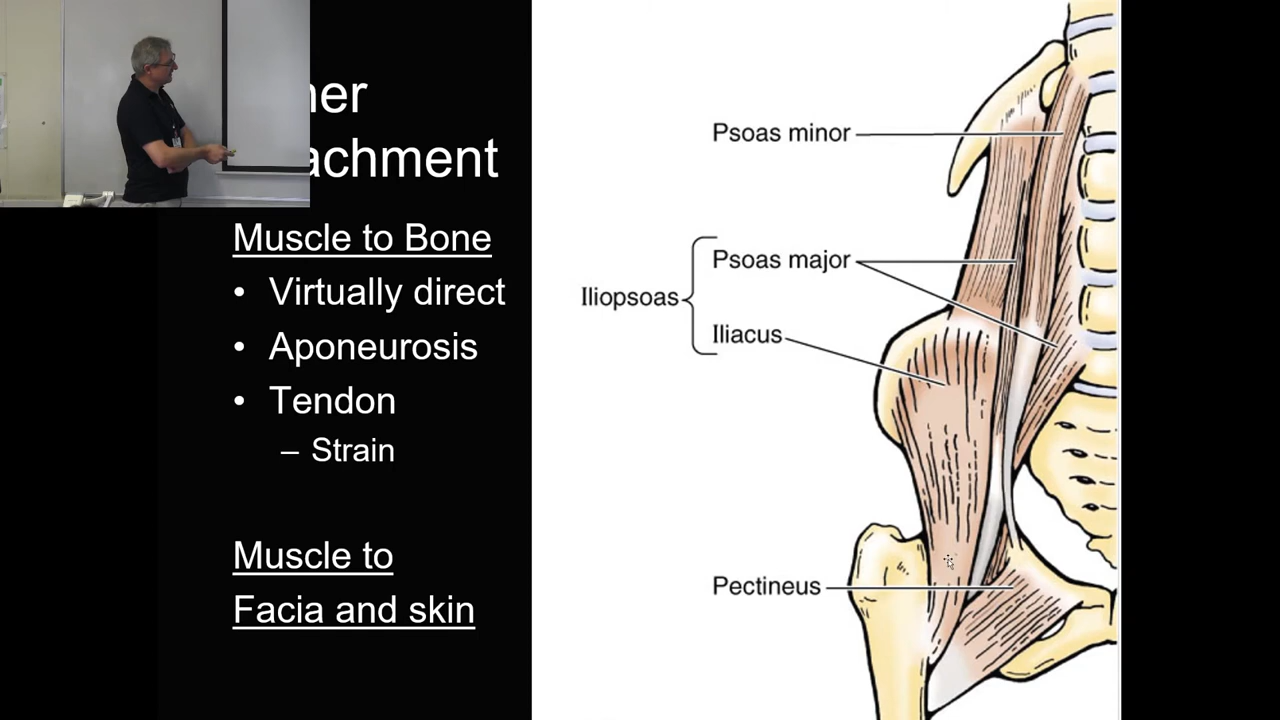 achment
Muscle to Bone
• Virtually direct
• Aponeurosis
• Tendon
– Strain
Muscle to
Facia and skin
Psoas minor
Psoas major
Iliopsoas
Iliacus
Pectineus